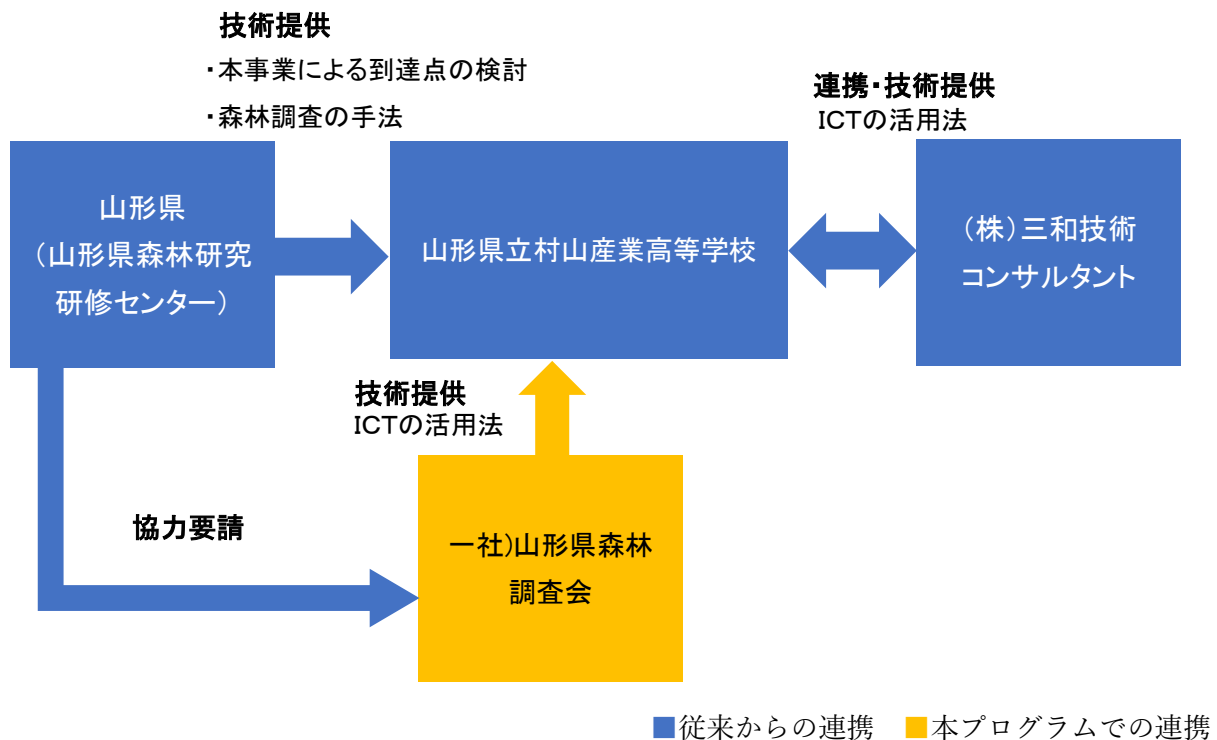 技術提供
・本事業による到達点の検討
・森林調査の手法
連携・技術提供
ICTの活用法
山形県
(山形県森林研究
研修センター)
山形県立村山産業高等学校
(株)三和技術
コンサルタント
技術提供
ICTの活用法
協力要請
一社)山形県森林
調査会
■従来からの連携 ■本プログラムでの連携